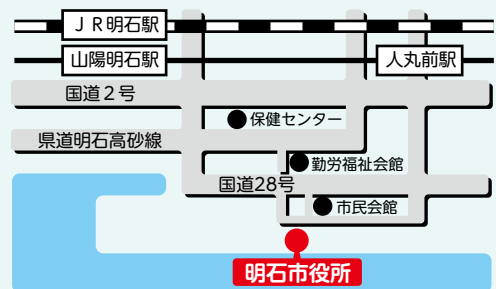 ＪＲ明石駅
山陽明石駅
人丸前駅
国道２号
保健センター
県道明石高砂線
勤労福祉会館
国道28号
市民会館
明石市役所